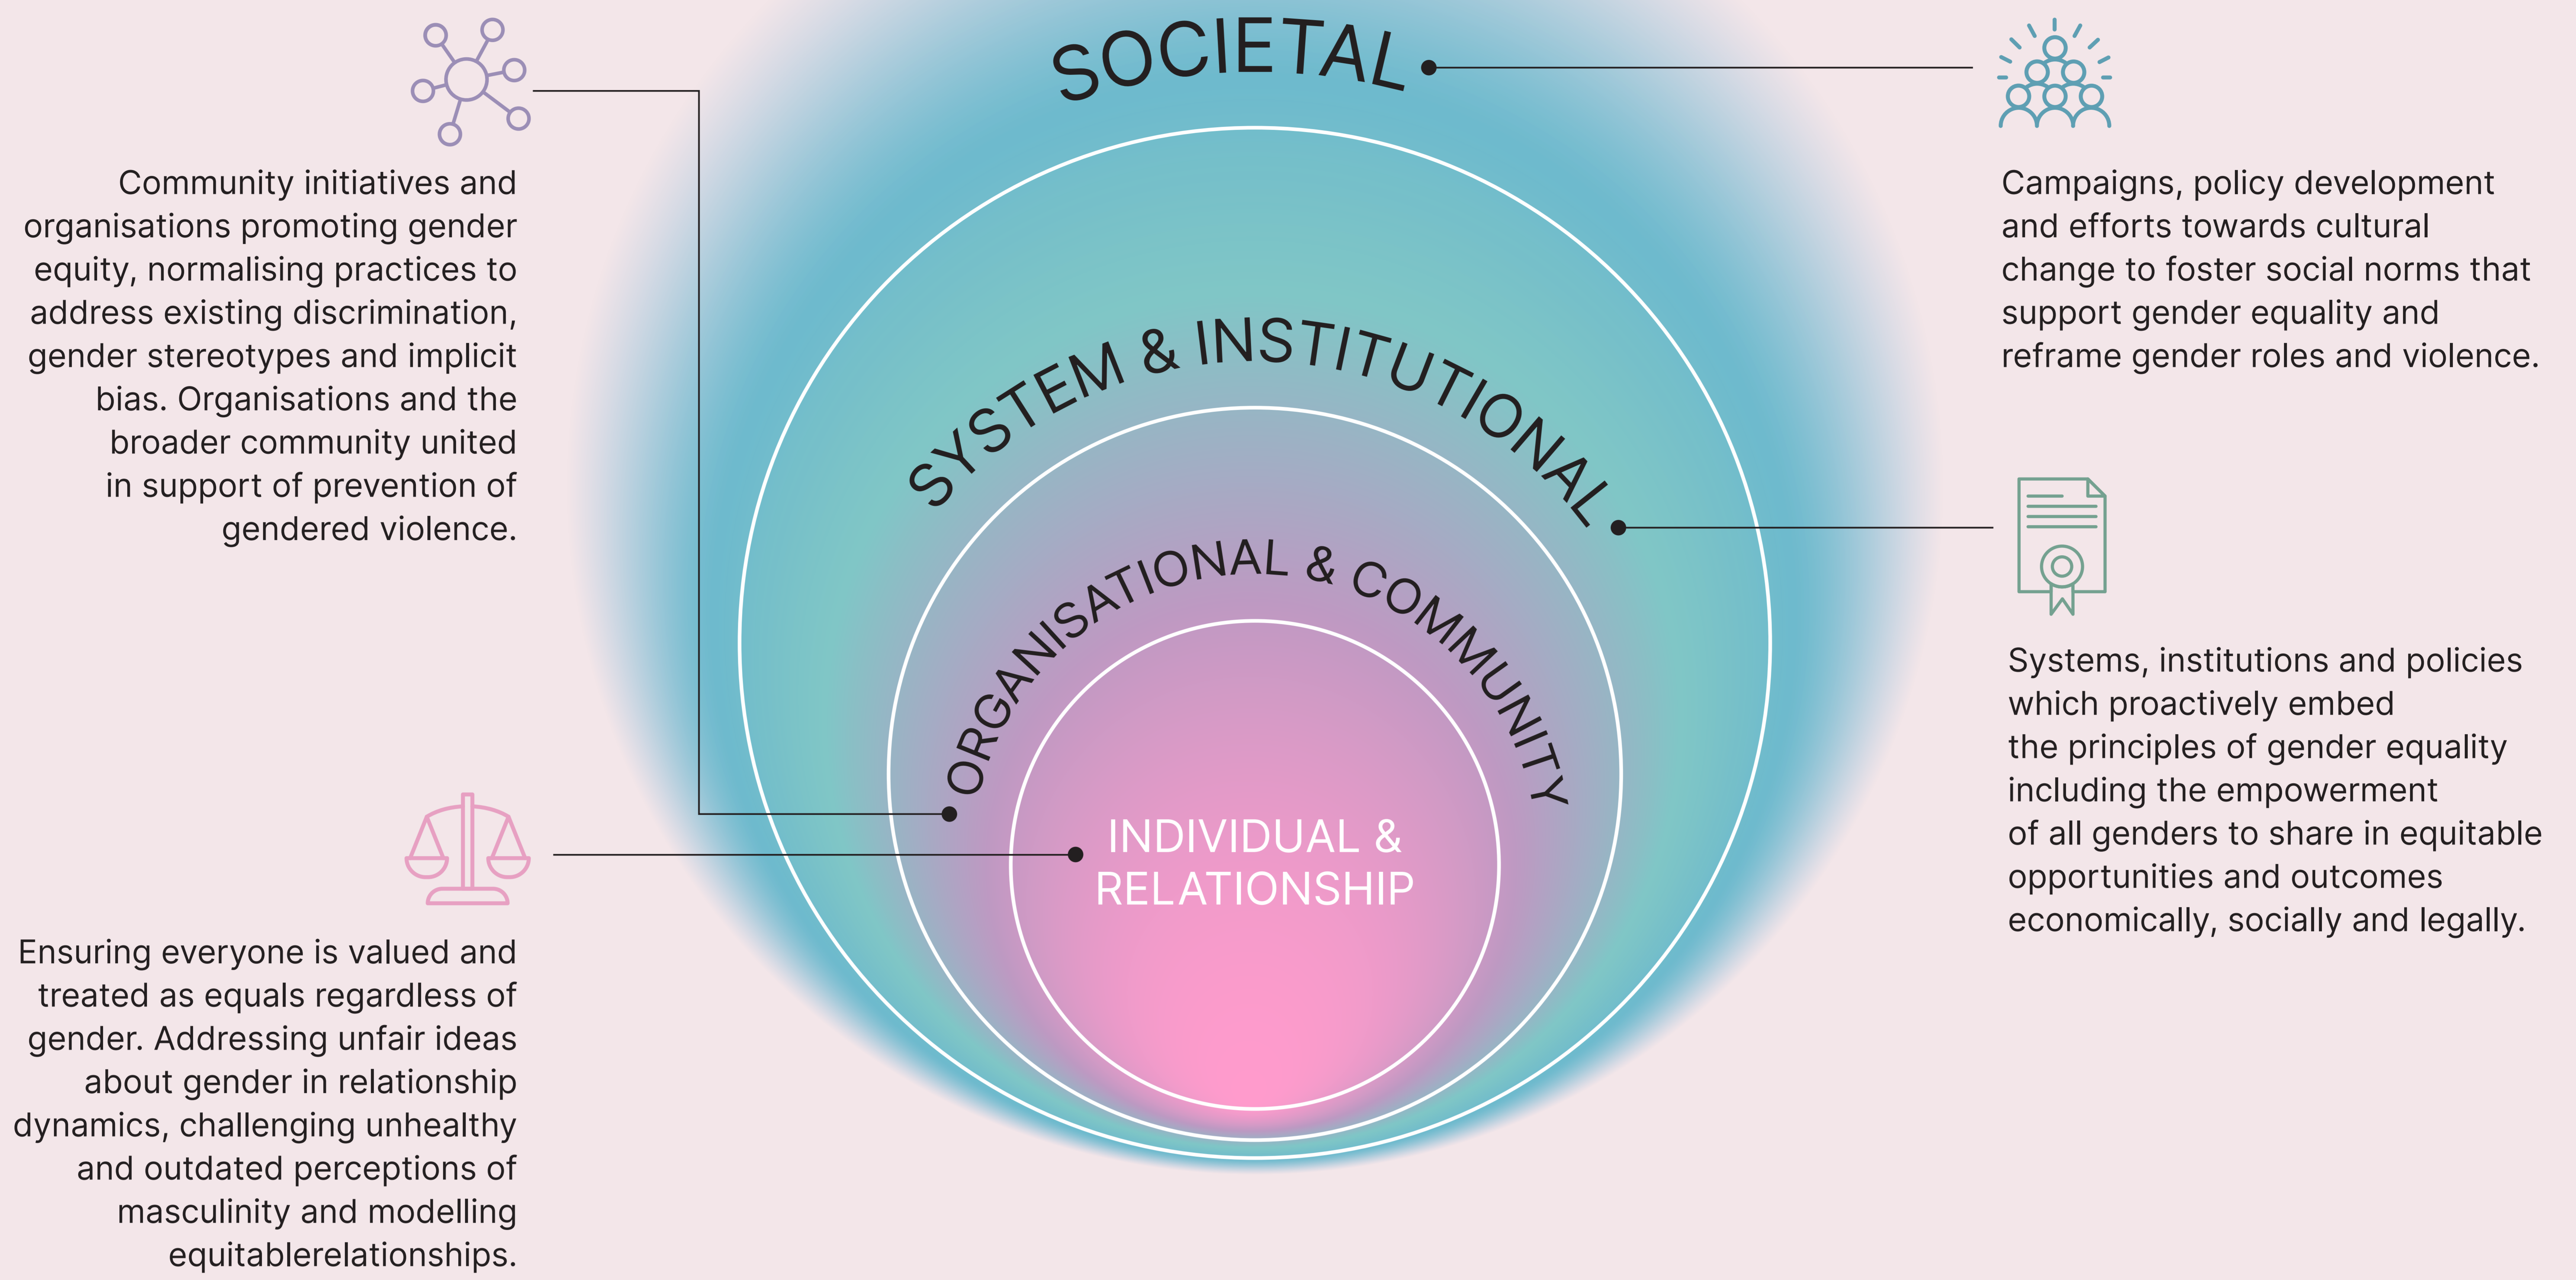 SOCIETAL
SYSTEM & INSTITUTIONAL
ORGANISATIONAL & COMMUNITY
INDIVIDUAL &
RELATIONSHIP
Community initiatives and
organisations promoting gender
equity, normalising practices to
address existing discrimination,
gender stereotypes and implicit
bias. Organisations and the
broader community united
in support of prevention of
gendered violence.
Ensuring everyone is valued and
treated as equals regardless of
gender. Addressing unfair ideas
about gender in relationship
dynamics, challenging unhealthy
and outdated perceptions of
masculinity and modelling
equitablerelationships.
Campaigns, policy development
and efforts towards cultural
change to foster social norms that
support gender equality and
reframe gender roles and violence.
Systems, institutions and policies
which proactively embed
the principles of gender equality
including the empowerment
of all genders to share in equitable
opportunities and outcomes
economically, socially and legally.